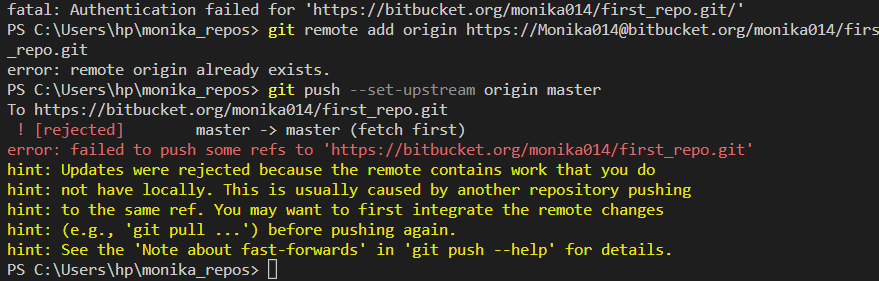 fatal: Authentication failed for 'https://bitbucket.org/monika014/first_repo.git/'
PS C:\Users\hp\monika_repos> git remote add origin https://Monika014@bitbucket.org/monika014/firs
_repo.git
error: remote origin already exists.
PS C:\Users\hp\monika_repos> git push --set-upstream origin master
To https://bitbucket.org/monika014/first_repo.git
 ! [rejected]        master -> master (fetch first)
error: failed to push some refs to 'https://bitbucket.org/monika014/first_repo.git'
hint: Updates were rejected because the remote contains work that you do
hint: not have locally. This is usually caused by another repository pushing
hint: to the same ref. You may want to first integrate the remote changes
hint: (e.g., 'git pull ...') before pushing again.
hint: See the 'Note about fast-forwards' in 'git push --help' for details.
PS C:\Users\hp\monika_repos>